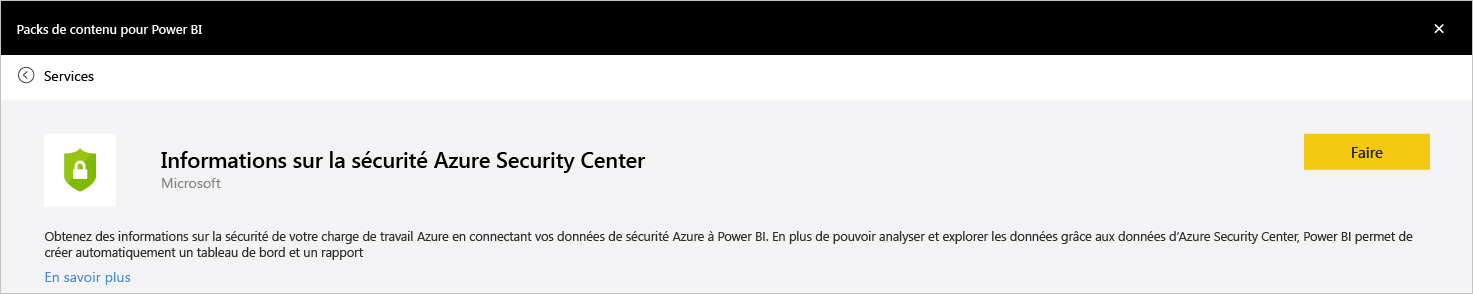 Packs de contenu pour Power BI
Services
Informations sur la sécurité Azure Security Center
Faire
Microsoft
Obtenez des informations sur la sécurité de votre charge de travail Azure en connectant vos données de sécurité Azure à Power BI. En plus de pouvoir analyser et explorer les données grâce aux données d’Azure Security Center, Power BI permet de
créer automatiquement un tableau de bord et un rapport
En savoir plus